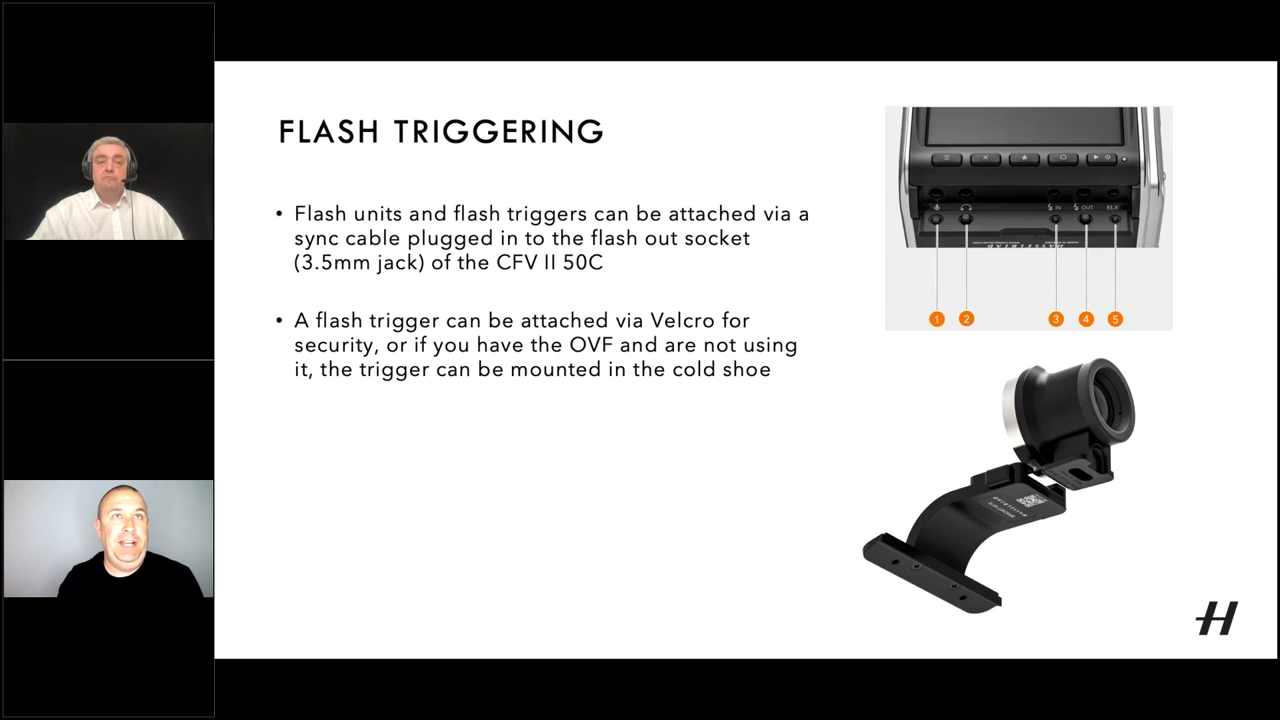 FLASH TRIGGERING
• Flash units and flash triggers can be attached via a
sync cable plugged in to the flash out socket
(3.5mm jack) of the CFV II 50C
• A flash trigger can be attached via Velcro for
security, or if you have the OVF and are not using
it, the trigger can be mounted in the cold shoe
IN OUT ELX
HASSELBLAD
1 2 3 4 5
H